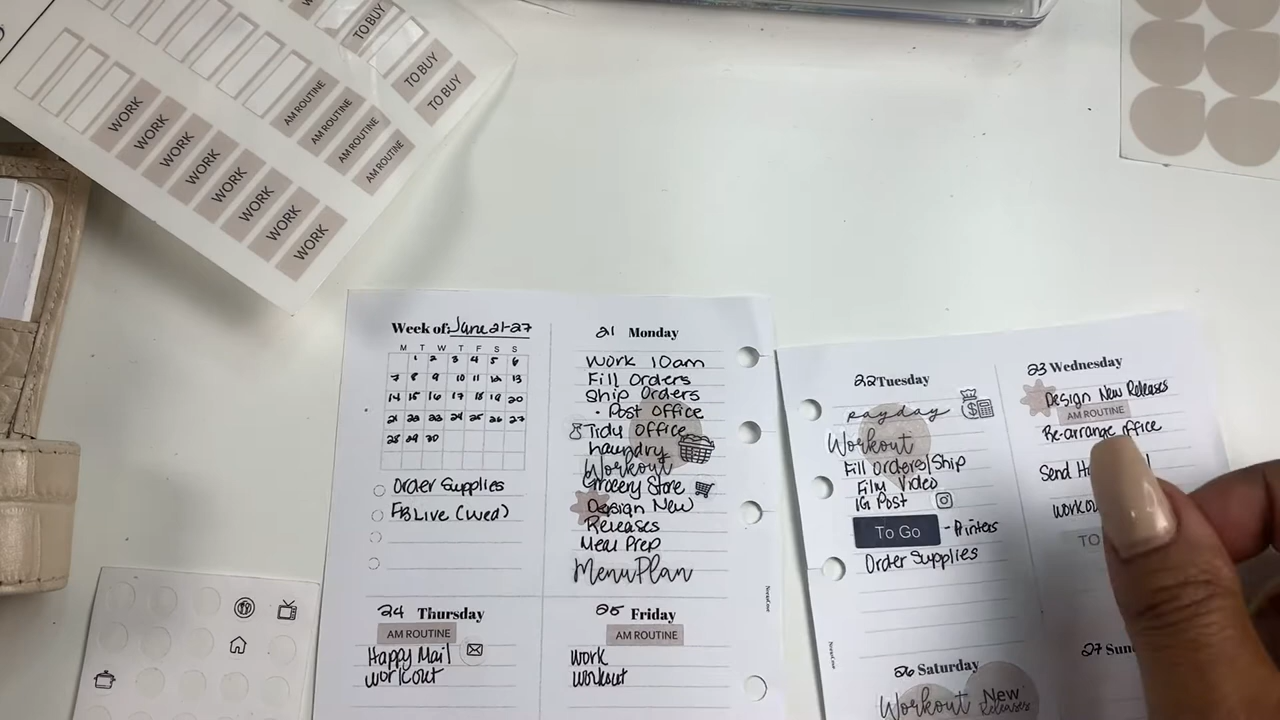 TO BUY
TO BUY
TO BUY
AM ROUTINE
AM ROUTINE
AM ROUTINE
AM ROUTINE
WORK
WORK
WORK
WORK
WORK
WORK
WORK
WORK
Week of: June 21-27
M T W T F S S
1 2 3 4 5 6
7 8 9 10 11 12 13
14 15 16 17 18 19 20
21 22 23 24 25 26 27
28 29 30
Order Supplies
FB Live (Wed)
21 Monday
Work 10am
Fill Orders
Ship Orders
• Post Office
Tidy Office
Laundry
Workout
Grocery Store
Design New
Releases
Meal Prep
Menu Plan
24 Thursday
AM ROUTINE
Happy Mail
Workout
25 Friday
AM ROUTINE
Work
Workout
22 Tuesday
payday
Workout
Fill Orders/Ship
Film Video
IG Post
To Go - Printers
Order Supplies
23 Wednesday
Design New Releases
AM ROUTINE
Re-arrange office
Send
TO
26 Saturday
Workout New
Releases
27